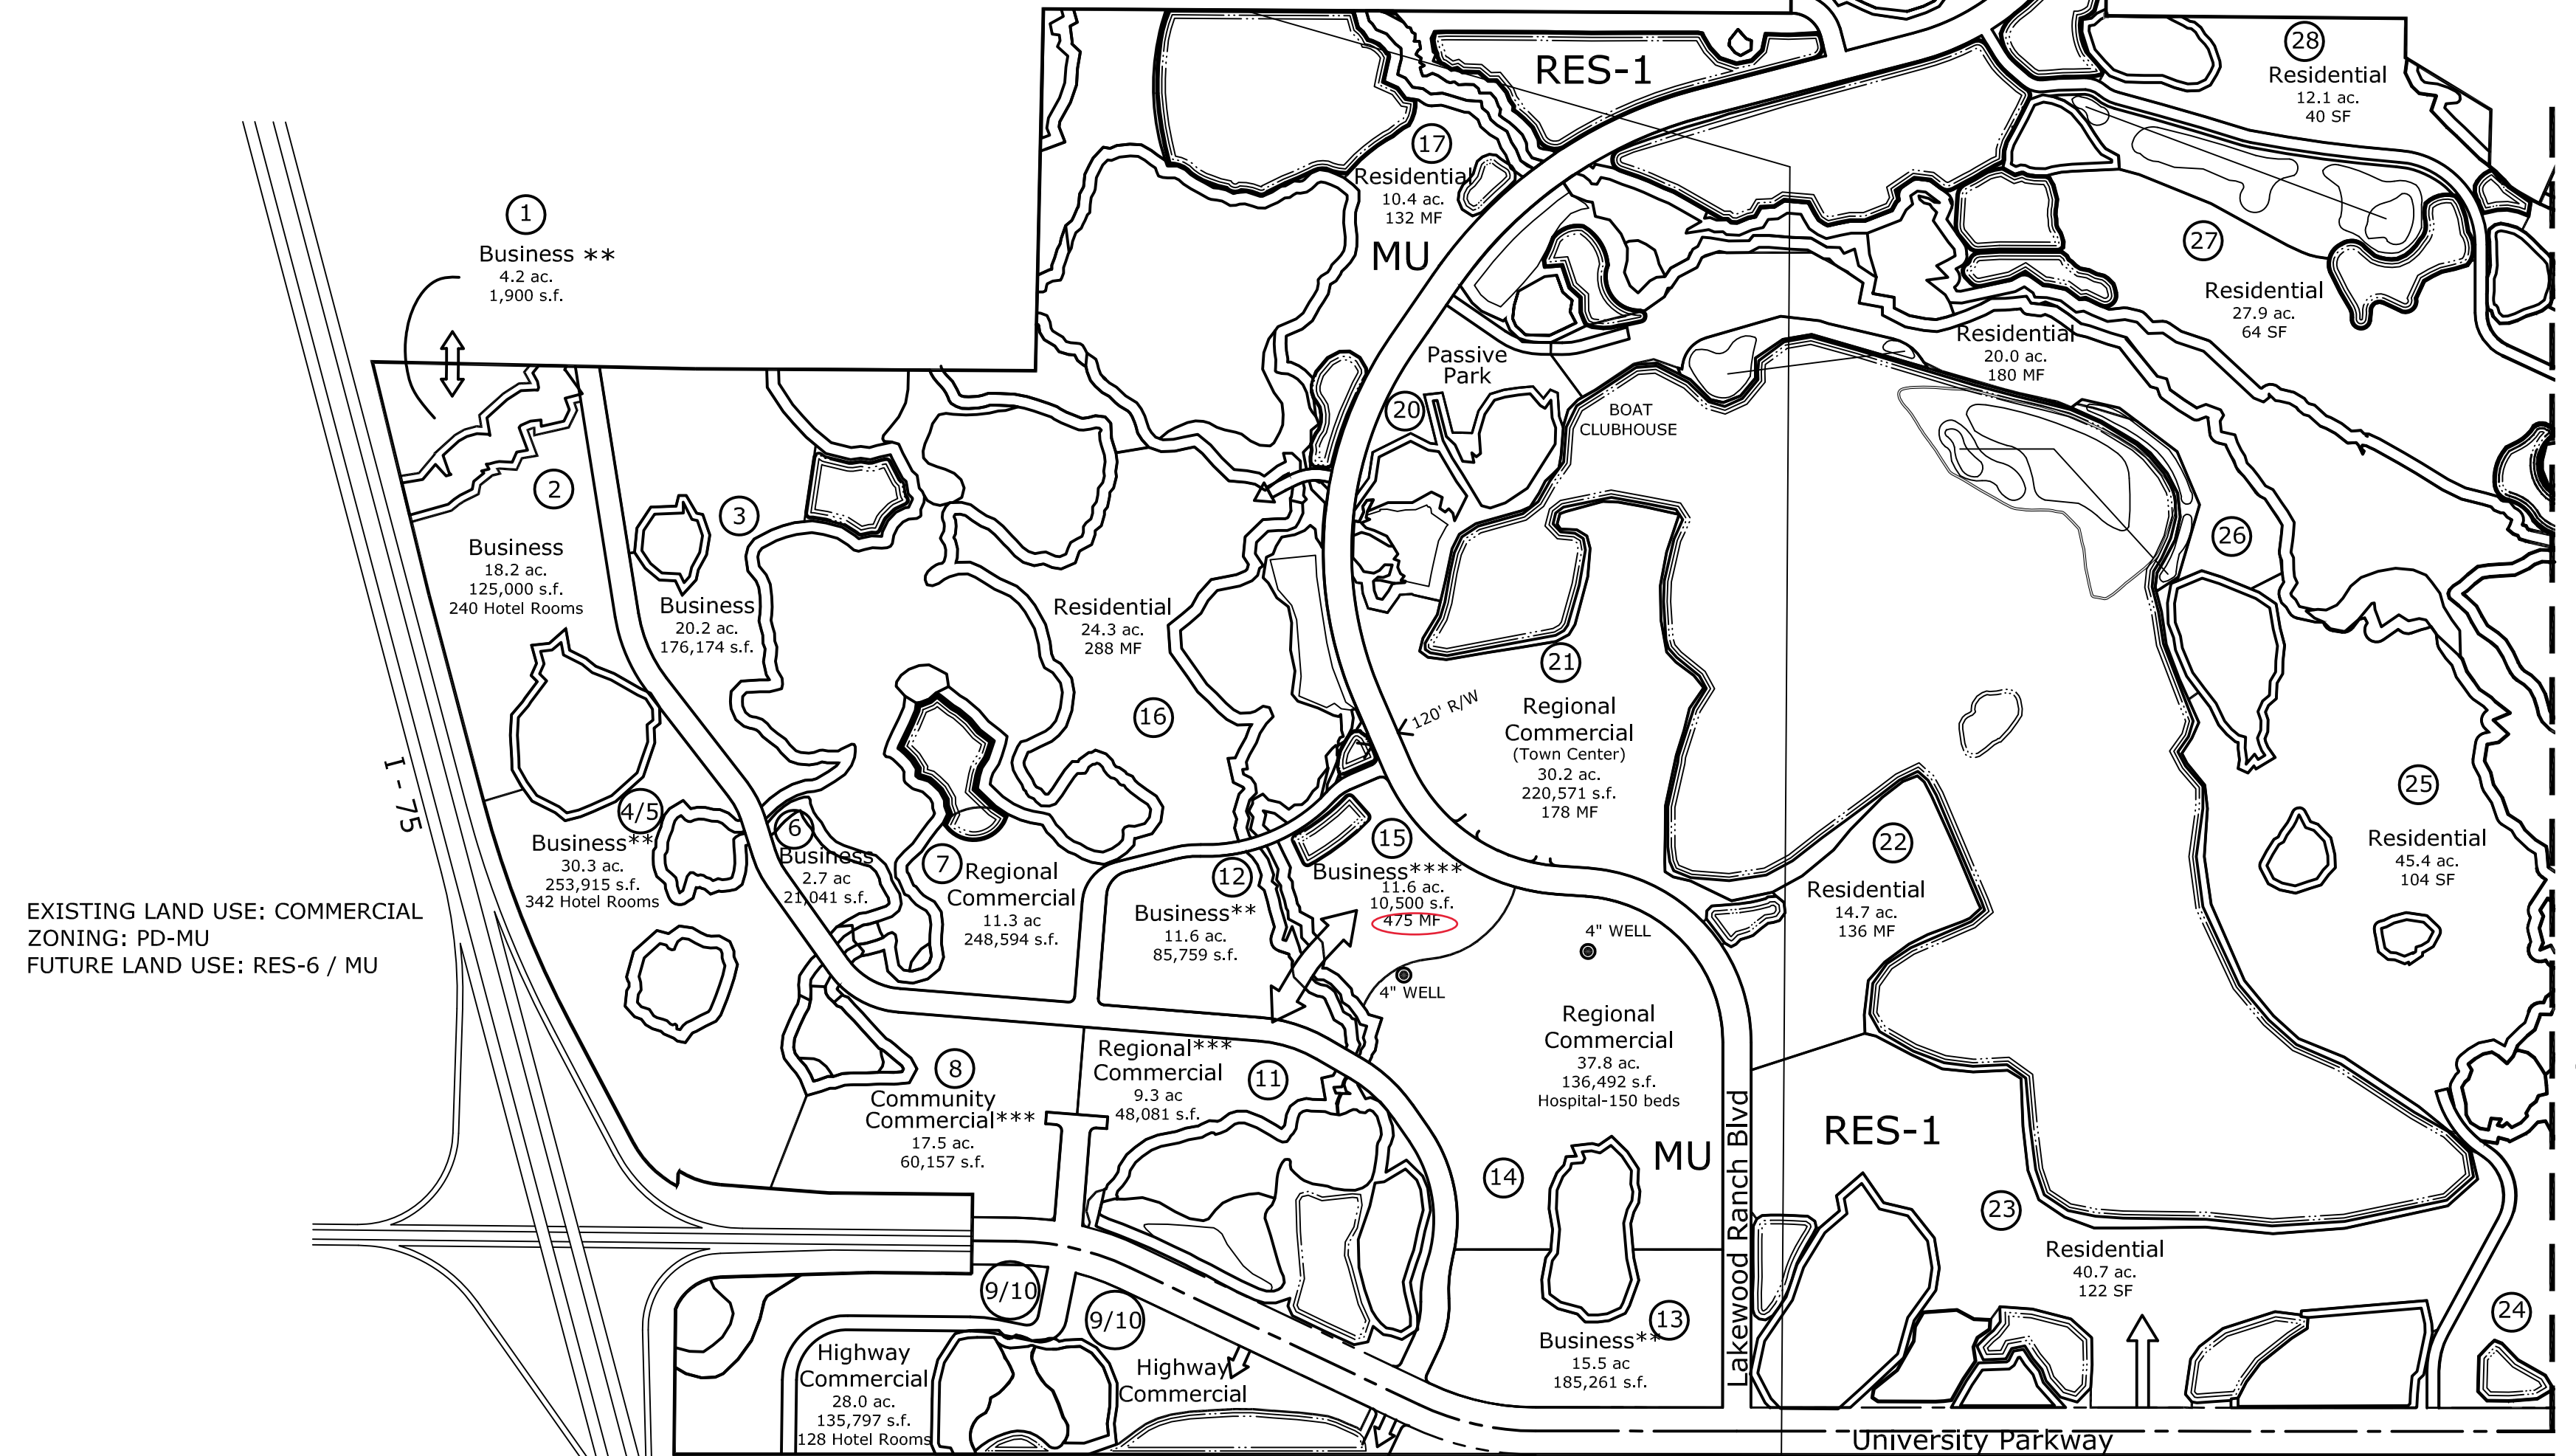 RES-1
28
Residential
12.1 ac.
40 SF
17
Residential
10.4 ac.
132 MF
MU
1
Business **
4.2 ac.
1,900 s.f.
27
Residential
27.9 ac.
64 SF
Residential
20.0 ac.
180 MF
Passive
Park
20
BOAT
CLUBHOUSE
2
Business
18.2 ac.
125,000 s.f.
240 Hotel Rooms
3
Business
20.2 ac.
176,174 s.f.
26
Residential
24.3 ac.
288 MF
16
21
Regional
Commercial
(Town Center)
30.2 ac.
220,571 s.f.
178 MF
120' R/W
I - 75
4/5
Business**
30.3 ac.
253,915 s.f.
342 Hotel Rooms
6
Business
2.7 ac
21,041 s.f.
7
Regional
Commercial
11.3 ac
248,594 s.f.
12
Business**
11.6 ac.
85,759 s.f.
15
Business****
11.6 ac.
10,500 s.f.
475 MF
22
Residential
14.7 ac.
136 MF
25
Residential
45.4 ac.
104 SF
EXISTING LAND USE: COMMERCIAL
ZONING: PD-MU
FUTURE LAND USE: RES-6 / MU
4" WELL
4" WELL
Regional
Commercial
37.8 ac.
136,492 s.f.
Hospital-150 beds
MU
14
8
Community
Commercial***
17.5 ac.
60,157 s.f.
Regional***
Commercial
9.3 ac
48,081 s.f.
11
RES-1
Lakewood Ranch Blvd
23
Residential
40.7 ac.
122 SF
24
9/10
9/10
Highway
Commercial
28.0 ac.
135,797 s.f.
128 Hotel Rooms
Highway
Commercial
13
Business**
15.5 ac
185,261 s.f.
University Parkway